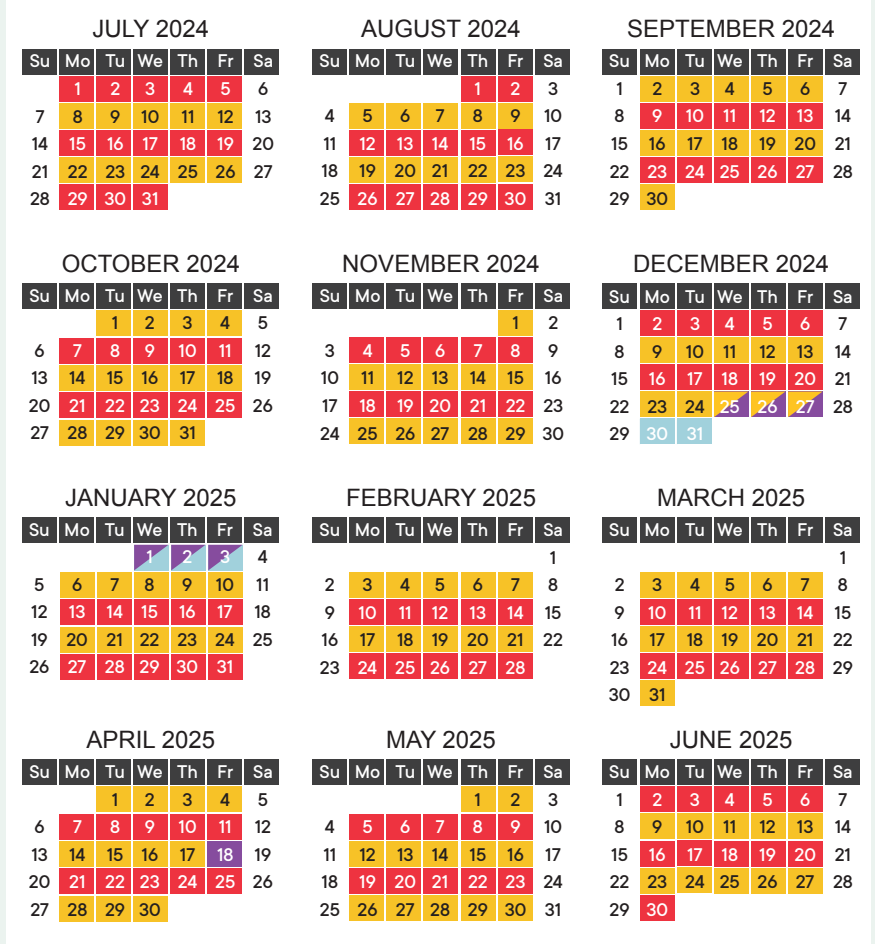 JULY 2024 AUGUST 2024 SEPTEMBER 2024
Su Mo Tu We Th Fr Sa Su Mo Tu We Th Fr Sa Su Mo Tu We Th Fr Sa
1 2 3 4 5 6 1 2 3 1 2 3 4 5 6 7
7 8 9 10 11 12 13 4 5 6 7 8 9 10 8 9 10 11 12 13 14
14 15 16 17 18 19 20 11 12 13 14 15 16 17 15 16 17 18 19 20 21
21 22 23 24 25 26 27 18 19 20 21 22 23 24 22 23 24 25 26 27 28
28 29 30 31 25 26 27 28 29 30 31 29 30
OCTOBER 2024 NOVEMBER 2024 DECEMBER 2024
Su Mo Tu We Th Fr Sa Su Mo Tu We Th Fr Sa Su Mo Tu We Th Fr Sa
1 2 3 4 5 1 2 1 2 3 4 5 6 7
6 7 8 9 10 11 12 3 4 5 6 7 8 9 8 9 10 11 12 13 14
13 14 15 16 17 18 19 10 11 12 13 14 15 16 15 16 17 18 19 20 21
20 21 22 23 24 25 26 17 18 19 20 21 22 23 22 23 24 25 26 27 28
27 28 29 30 31 24 25 26 27 28 29 30 29 30 31
JANUARY 2025 FEBRUARY 2025 MARCH 2025
Su Mo Tu We Th Fr Sa Su Mo Tu We Th Fr Sa Su Mo Tu We Th Fr Sa
1 2 3 4 1 1
5 6 7 8 9 10 11 2 3 4 5 6 7 8 2 3 4 5 6 7 8
12 13 14 15 16 17 18 9 10 11 12 13 14 15 9 10 11 12 13 14 15
19 20 21 22 23 24 25 16 17 18 19 20 21 22 16 17 18 19 20 21 22
26 27 28 29 30 31 23 24 25 26 27 28 23 24 25 26 27 28 29
30 31
APRIL 2025 MAY 2025 JUNE 2025
Su Mo Tu We Th Fr Sa Su Mo Tu We Th Fr Sa Su Mo Tu We Th Fr Sa
1 2 3 4 5 1 2 3 1 2 3 4 5 6 7
6 7 8 9 10 11 12 4 5 6 7 8 9 10 8 9 10 11 12 13 14
13 14 15 16 17 18 19 11 12 13 14 15 16 17 15 16 17 18 19 20 21
20 21 22 23 24 25 26 18 19 20 21 22 23 24 22 23 24 25 26 27 28
27 28 29 30 25 26 27 28 29 30 31 29 30